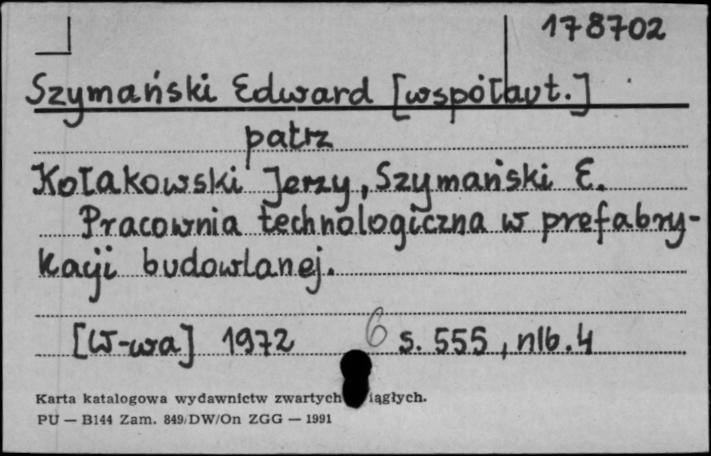 178702
Szymański Edward [współaut.]
patrz
Kołakowski Jerzy, Szymański E.
Pracownia technologiczna w prefabry-
kacji budowlanej.
[W-wa] 1972 6 s. 555, nlb. 4
Karta katalogowa wydawnictw zwartych iągłych.
PU — B144 Zam. 849/DW/On ZGG — 1991